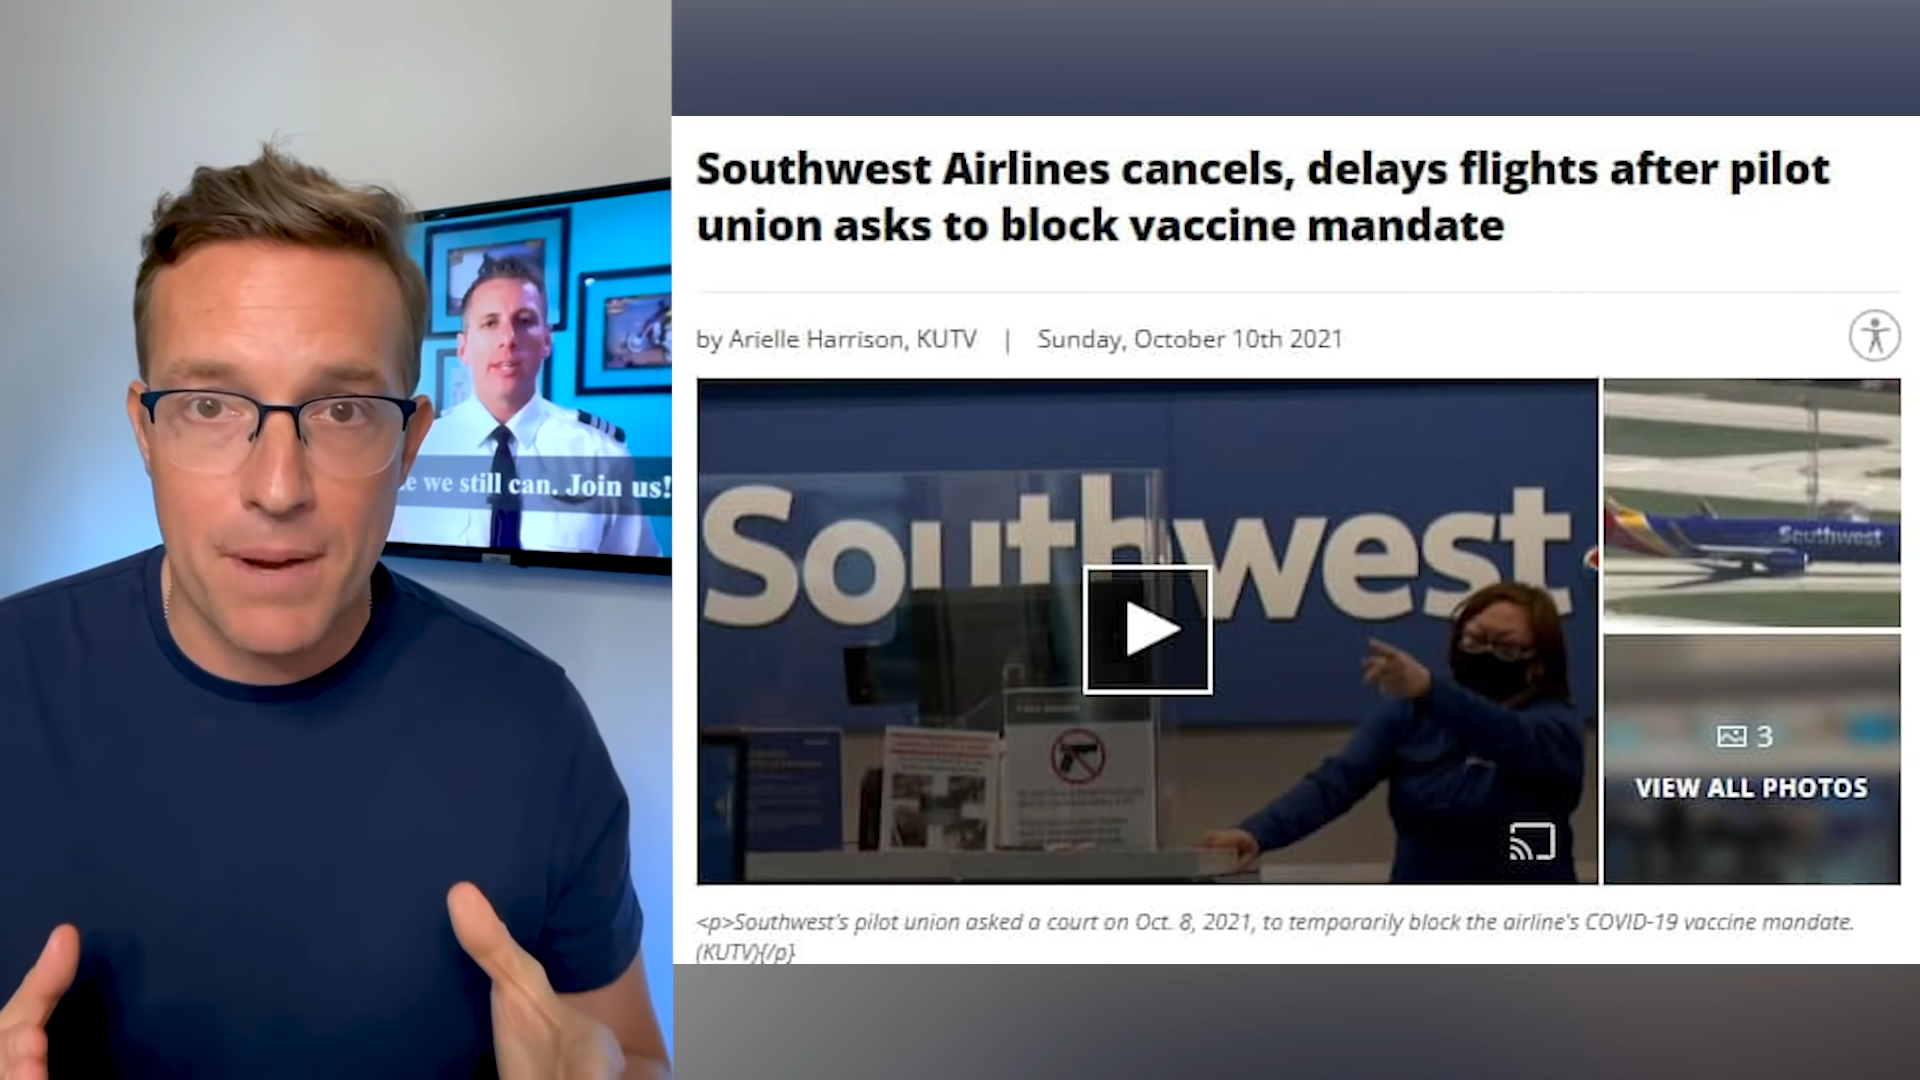 Southwest Airlines cancels, delays flights after pilot
union asks to block vaccine mandate
by Arielle Harrison, KUTV | Sunday, October 10th 2021
we still can. Join us!
Southwest
Southwest
3
VIEW ALL PHOTOS
<p>Southwest's pilot union asked a court on Oct. 8, 2021, to temporarily block the airline's COVID-19 vaccine mandate.
(KUTV){/p}